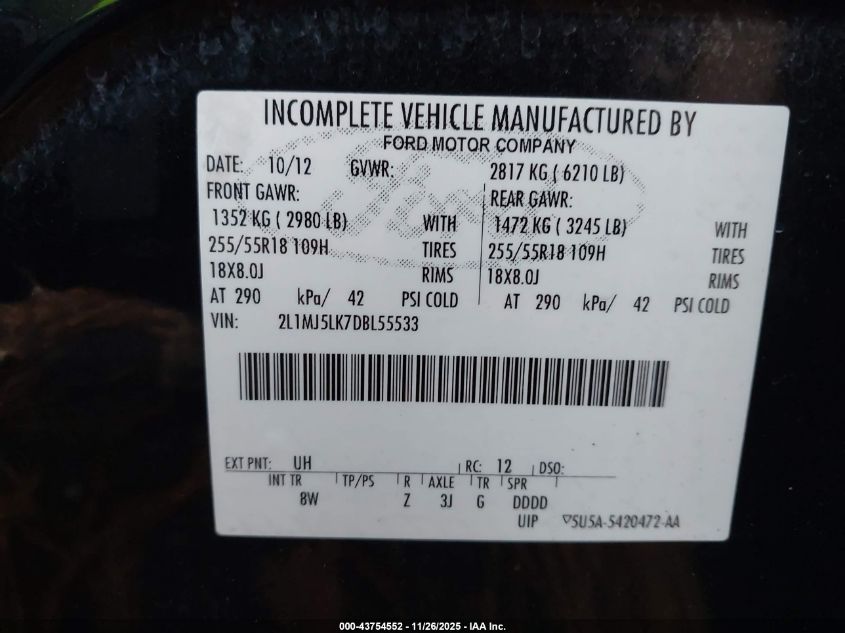 INCOMPLETE VEHICLE MANUFACTURED BY
FORD MOTOR COMPANY
DATE: 10/12 GVWR: 2817 KG ( 6210 LB)
FRONT GAWR: REAR GAWR:
1352 KG ( 2980 LB) WITH 1472 KG ( 3245 LB) WITH
255/55R18 109H TIRES 255/55R18 109H TIRES
18X8.0J RIMS 18X8.0J RIMS
AT 290 kPa/ 42 PSI COLD AT 290 kPa/ 42 PSI COLD
VIN: 2L1MJ5LK7DBL55533
EXT PNT: UH RC: 12 DSO:
INT TR TP/PS R AXLE TR SPR
8W Z 3J G DDDD
UIP 5U5A-5420472-AA
000-43754552 - 11/26/2025 - IAA Inc.